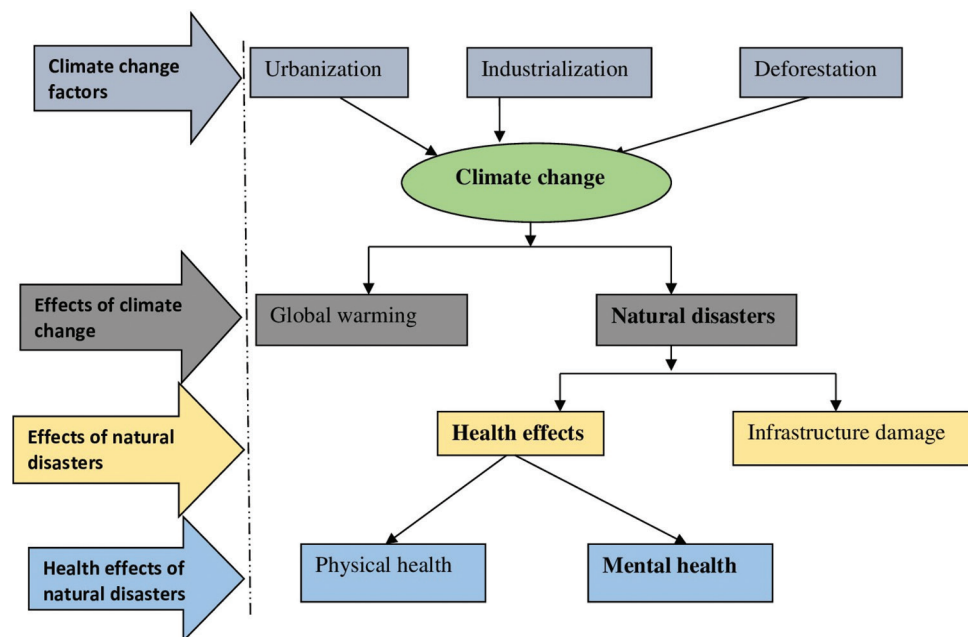 Climate change
factors
Urbanization
Industrialization
Deforestation
Climate change
Effects of climate
change
Global warming
Natural disasters
Effects of natural
disasters
Health effects
Infrastructure damage
Health effects of
natural disasters
Physical health
Mental health